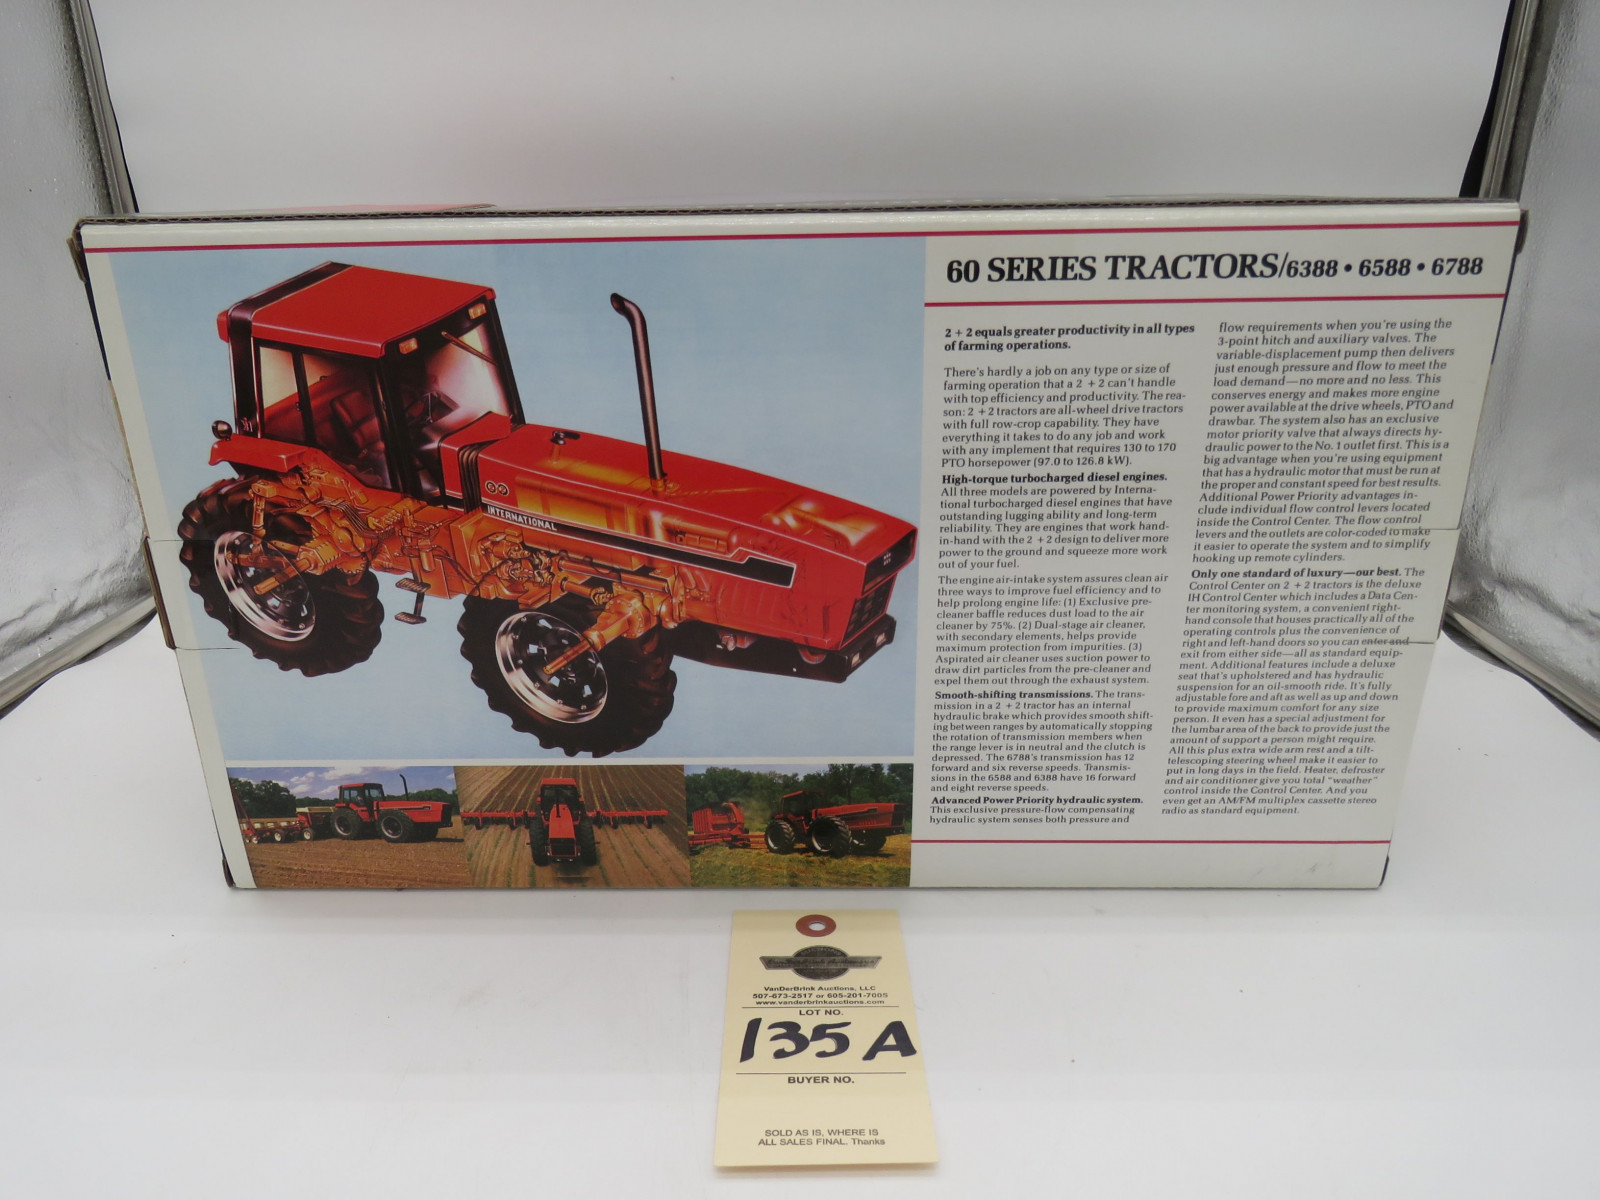 60 SERIES TRACTORS/6388 • 6588 • 6788
2 + 2 equals greater productivity in all types
of farming operations.
There's hardly a job on any type or size of
farming operation that a 2 + 2 can't handle
with top efficiency and productivity. The rea-
son: 2 + 2 tractors are all-wheel drive tractors
with full row-crop capability. They have
everything it takes to do any job and work
with any implement that requires 130 to 170
PTO horsepower (97.0 to 126.8 kW).
High-torque turbocharged diesel engines.
All three models are powered by Interna-
tional turbocharged diesel engines that have
outstanding lugging ability and long-term
reliability. They are engines that work hand-
in-hand with the 2 + 2 design to deliver more
power to the ground and squeeze more work
out of your fuel.
The engine air-intake system assures clean air
three ways to improve fuel efficiency and to
help prolong engine life: (1) Exclusive pre-
cleaner baffle reduces dust load to the air
cleaner by 75%. (2) Dual-stage air cleaner,
with secondary elements, helps provide
maximum protection from impurities. (3)
Aspirated air cleaner uses suction power to
draw dirt particles from the pre-cleaner and
expel them out through the exhaust system.
Smooth-shifting transmissions. The trans-
mission in a 2 + 2 tractor has an internal
hydraulic brake which provides smooth shift-
ing between ranges by automatically stopping
the rotation of transmission members when
the range lever is in neutral and the clutch is
depressed. The 6788's transmission has 12
forward and six reverse speeds. Transmis-
sions in the 6588 and 6388 have 16 forward
and eight reverse speeds.
Advanced Power Priority hydraulic system.
This exclusive pressure-flow compensating
hydraulic system senses both pressure and
flow requirements when you're using the
3-point hitch and auxiliary valves. The
variable-displacement pump then delivers
just enough pressure and flow to meet the
load demand—no more and no less. This
conserves energy and makes more engine
power available at the drive wheels, PTO and
drawbar. The system also has an exclusive
motor priority valve that always directs hy-
draulic power to the No. 1 outlet first. This is a
big advantage when you're using equipment
that has a hydraulic motor that must be run at
the proper and constant speed for best results.
Additional Power Priority advantages in-
clude individual flow control levers located
inside the Control Center. The flow control
levers and the outlets are color-coded to make
it easier to operate the system and to simplify
hooking up remote cylinders.
Only one standard of luxury—our best. The
Control Center on 2 + 2 tractors is the deluxe
IH Control Center which includes a Data Cen-
ter monitoring system, a convenient right-
hand console that houses practically all of the
operating controls plus the convenience of
right and left-hand doors so you can enter and
exit from either side—all as standard equip-
ment. Additional features include a deluxe
seat that's upholstered and has hydraulic
suspension for an oil-smooth ride. It's fully
adjustable fore and aft as well as up and down
to provide maximum comfort for any size
person. It even has a special adjustment for
the lumbar area of the back to provide just the
amount of support a person might require.
All this plus extra wide arm rest and a tilt-
telescoping steering wheel make it easier to
put in long days in the field. Heater, defroster
and air conditioner give you total "weather"
control inside the Control Center. And you
even get an AM/FM multiplex cassette stereo
radio as standard equipment.
INTERNATIONAL
VanDerBrink Auctions, LLC
507-673-2517 or 605-201-7005
www.vanderbrinkauctions.com
LOT NO.
135A
BUYER NO.
SOLD AS IS, WHERE IS
ALL SALES FINAL. Thanks